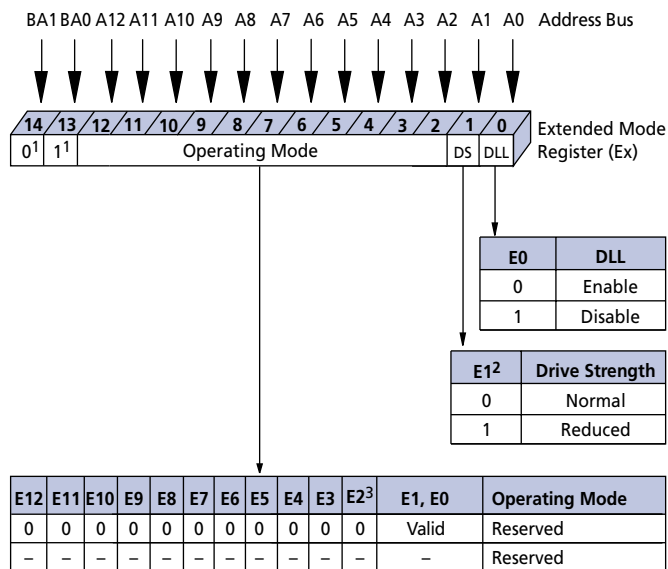 BA1 BA0 A12 A11 A10 A9 A8 A7 A6 A5 A4 A3 A2 A1 A0 Address Bus
14 13 12 11 10 9 8 7 6 5 4 3 2 1 0
0¹ 1¹ Operating Mode DS DLL
Extended Mode
Register (Ex)
E0 DLL
0 Enable
1 Disable
E1² Drive Strength
0 Normal
1 Reduced
E12 E11 E10 E9 E8 E7 E6 E5 E4 E3 E2³ E1, E0 Operating Mode
0 0 0 0 0 0 0 0 0 0 0 Valid Reserved
– – – – – – – – – – – – Reserved